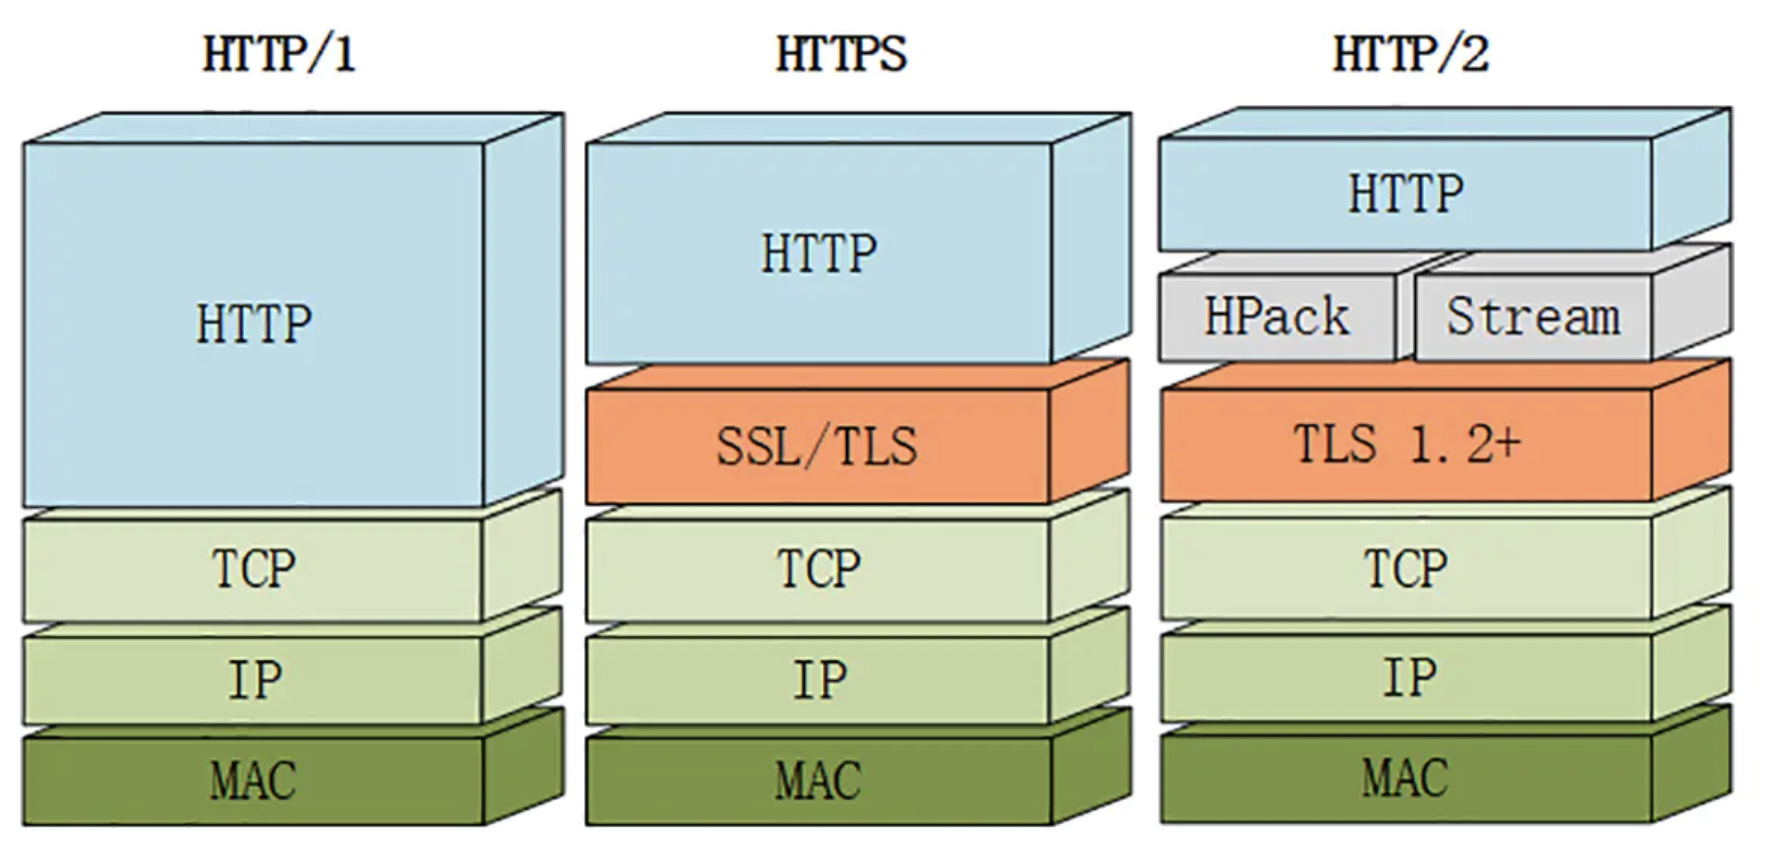 HTTP/1
HTTP
TCP
IP
MAC
HTTPS
HTTP
SSL/TLS
TCP
IP
MAC
HTTP/2
HTTP
HPack
Stream
TLS 1.2+
TCP
IP
MAC